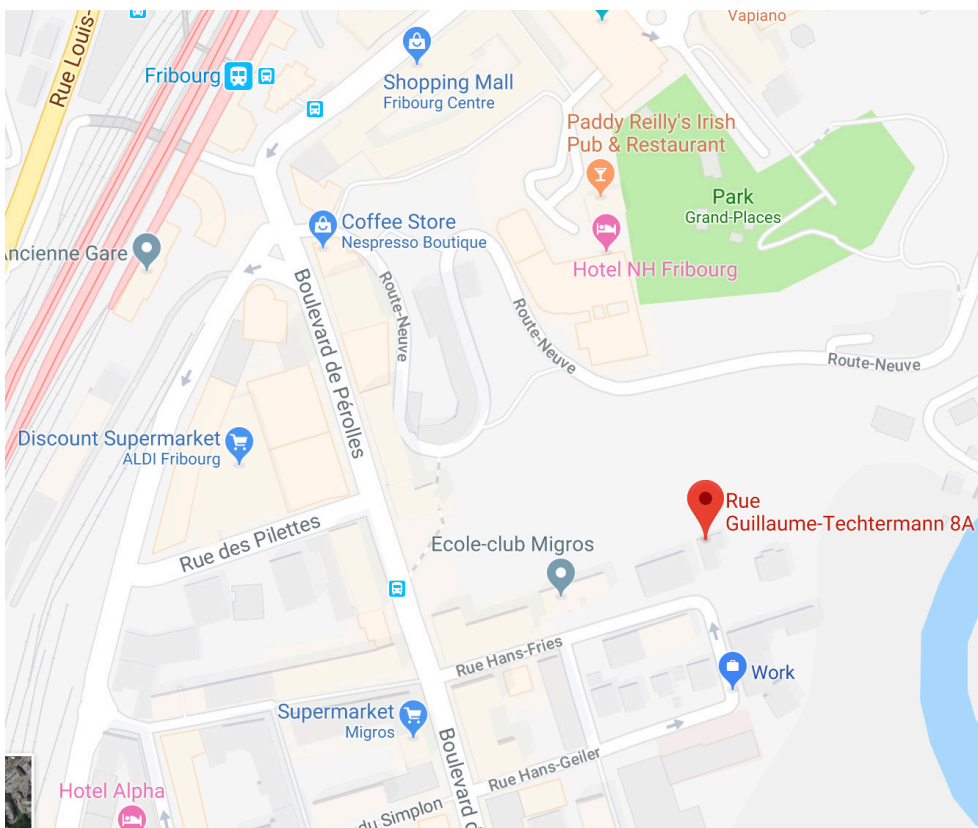 Vapiano
Rue Louis-
Fribourg
Shopping Mall
Fribourg Centre
Paddy Reilly's Irish
Pub & Restaurant
Park
Grand-Places
Coffee Store
Nespresso Boutique
ncienne Gare
Hotel NH Fribourg
Boulevard de Pérolles
Route-Neuve
Route-Neuve
Route-Neuve
Discount Supermarket
ALDI Fribourg
Rue
Guillaume-Techtermann 8A
Rue des Pilettes
Ecole-club Migros
Rue Hans-Fries
Work
Supermarket
Migros
Boulevard d
Rue Hans-Geiler
Hotel Alpha
du Simplon